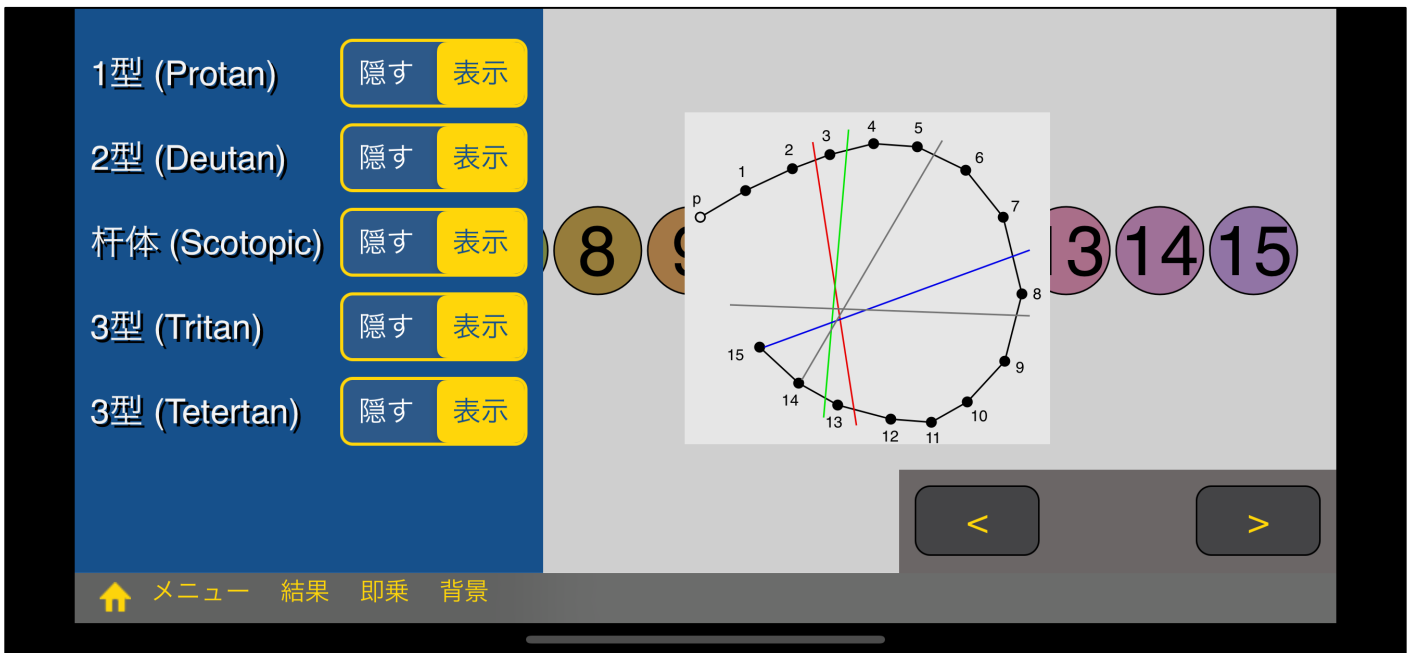 1型 (Protan) 隠す 表示
2型 (Deutan) 隠す 表示
杆体 (Scotopic) 隠す 表示
3型 (Tritan) 隠す 表示
3型 (Tetertan) 隠す 表示
8 9 13 14 15
p 1 2 3 4 5 6 7 8 9 10 11 12 13 14 15
< >
メニュー 結果 即乗 背景